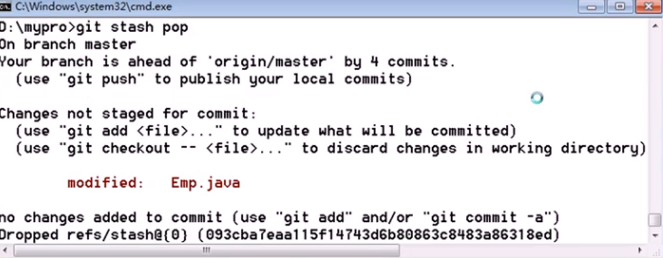 C:\Windows\system32\cmd.exe
D:\mypro>git stash pop
On branch master
Your branch is ahead of 'origin/master' by 4 commits.
  (use "git push" to publish your local commits)
Changes not staged for commit:
  (use "git add <file>..." to update what will be committed)
  (use "git checkout -- <file>..." to discard changes in working directory)
        modified:   Emp.java
no changes added to commit (use "git add" and/or "git commit -a")
Dropped refs/stash@{0} (093cba7eaa115f14743d6b80863c8483a86318ed)